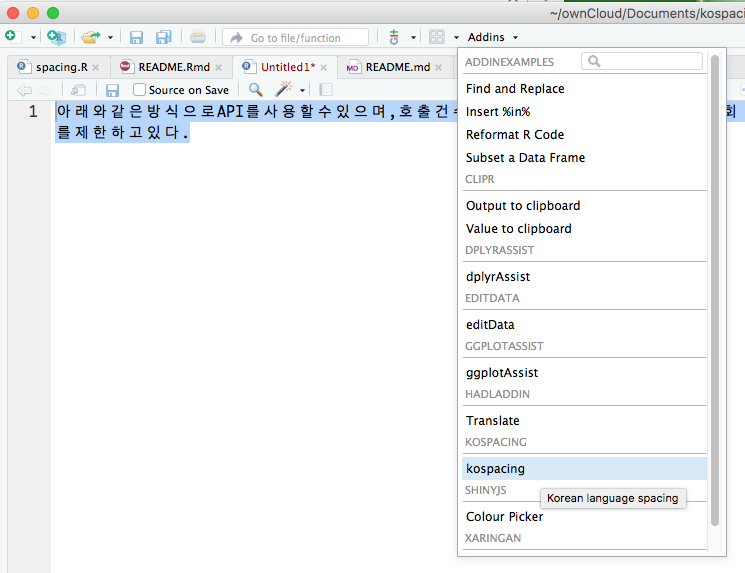 ~/ownCloud/Documents/kospacin
Go to file/function
Addins
spacing.R
README.Rmd
Untitled1*
README.md
Source on Save
1
아래와같은방식으로API를사용할수있으며,호출건
회
를제한하고있다.
ADDINEXAMPLES
Find and Replace
Insert %in%
Reformat R Code
Subset a Data Frame
CLIPR
Output to clipboard
Value to clipboard
DPLYRASSIST
dplyrAssist
EDITDATA
editData
GGPLOTASSIST
ggplotAssist
HADLADDIN
Translate
KOSPACING
kospacing
SHINYJS
Korean language spacing
Colour Picker
XARINGAN